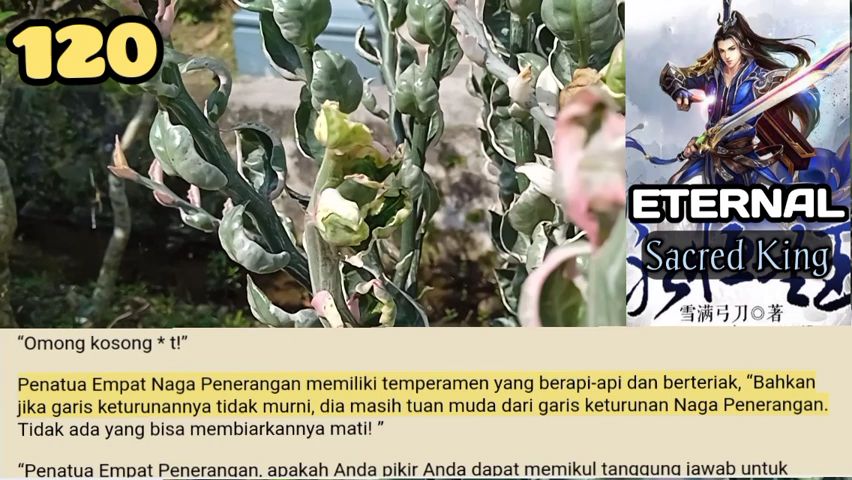 120
ETERNAL
Sacred King
雪满弓刀◎著
“Omong kosong * t!”
Penatua Empat Naga Penerangan memiliki temperamen yang berapi-api dan berteriak, “Bahkan
jika garis keturunannya tidak murni, dia masih tuan muda dari garis keturunan Naga Penerangan.
Tidak ada yang bisa membiarkannya mati! ”
“Penatua Empat Penerangan, apakah Anda pikir Anda dapat memikul tanggung jawab untuk